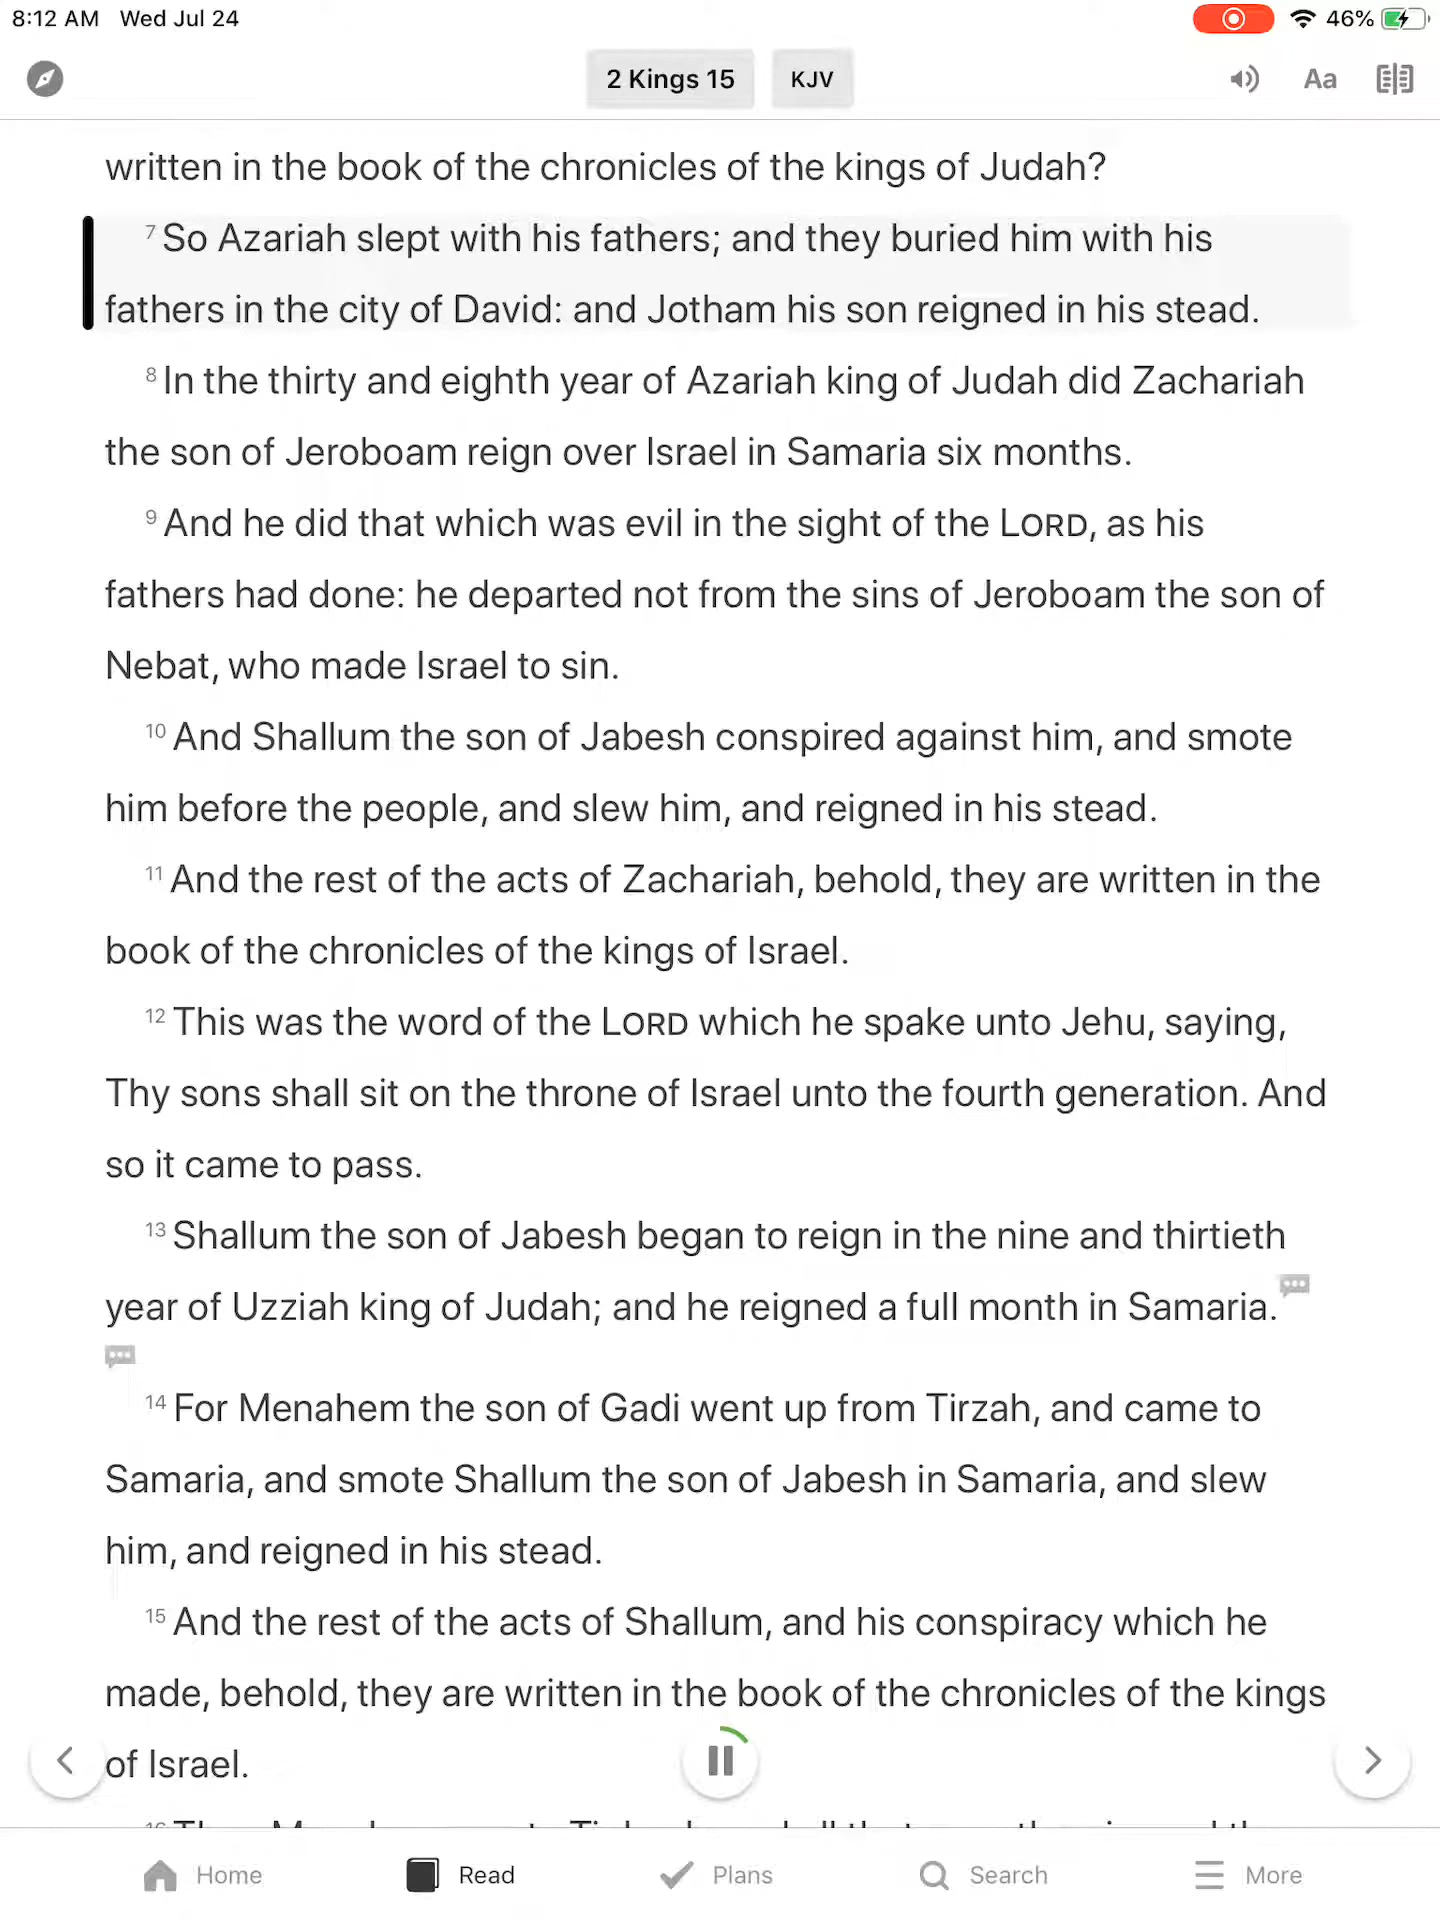 8:12 AM Wed Jul 24 46%
2 Kings 15 KJV Aa
written in the book of the chronicles of the kings of Judah?
7 So Azariah slept with his fathers; and they buried him with his
fathers in the city of David: and Jotham his son reigned in his stead.
8 In the thirty and eighth year of Azariah king of Judah did Zachariah
the son of Jeroboam reign over Israel in Samaria six months.
9 And he did that which was evil in the sight of the LORD, as his
fathers had done: he departed not from the sins of Jeroboam the son of
Nebat, who made Israel to sin.
10 And Shallum the son of Jabesh conspired against him, and smote
him before the people, and slew him, and reigned in his stead.
11 And the rest of the acts of Zachariah, behold, they are written in the
book of the chronicles of the kings of Israel.
12 This was the word of the LORD which he spake unto Jehu, saying,
Thy sons shall sit on the throne of Israel unto the fourth generation. And
so it came to pass.
13 Shallum the son of Jabesh began to reign in the nine and thirtieth
year of Uzziah king of Judah; and he reigned a full month in Samaria.
14 For Menahem the son of Gadi went up from Tirzah, and came to
Samaria, and smote Shallum the son of Jabesh in Samaria, and slew
him, and reigned in his stead.
15 And the rest of the acts of Shallum, and his conspiracy which he
made, behold, they are written in the book of the chronicles of the kings
of Israel.
Home Read Plans Search More